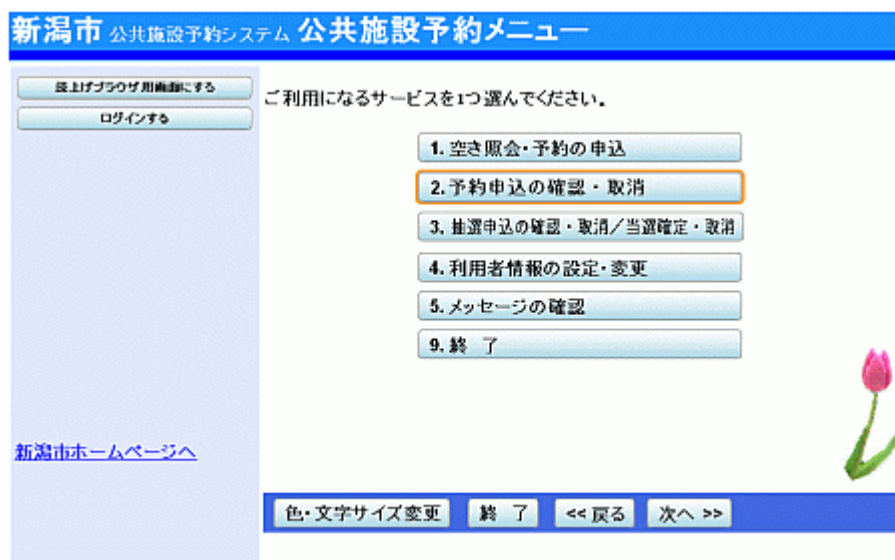 新潟市 公共施設予約システム 公共施設予約メニュー
読上げブラウザ用画面にする
ログインする
ご利用になるサービスを1つ選んでください。
1. 空き照会・予約の申込
2. 予約申込の確認・取消
3. 抽選申込の確認・取消/当選確定・取消
4. 利用者情報の設定・変更
5. メッセージの確認
9. 終 了
新潟市ホームページへ
色・文字サイズ変更 終 了 << 戻る 次へ >>